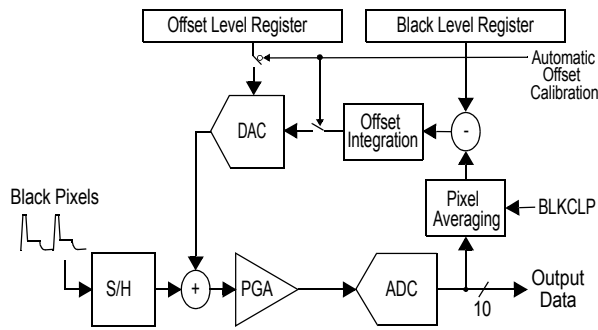 Offset Level Register
Black Level Register
Automatic
Offset
Calibration
DAC
Offset
Integration
-
Black Pixels
Pixel
Averaging
BLKCLP
S/H
+
PGA
ADC
10
Output
Data